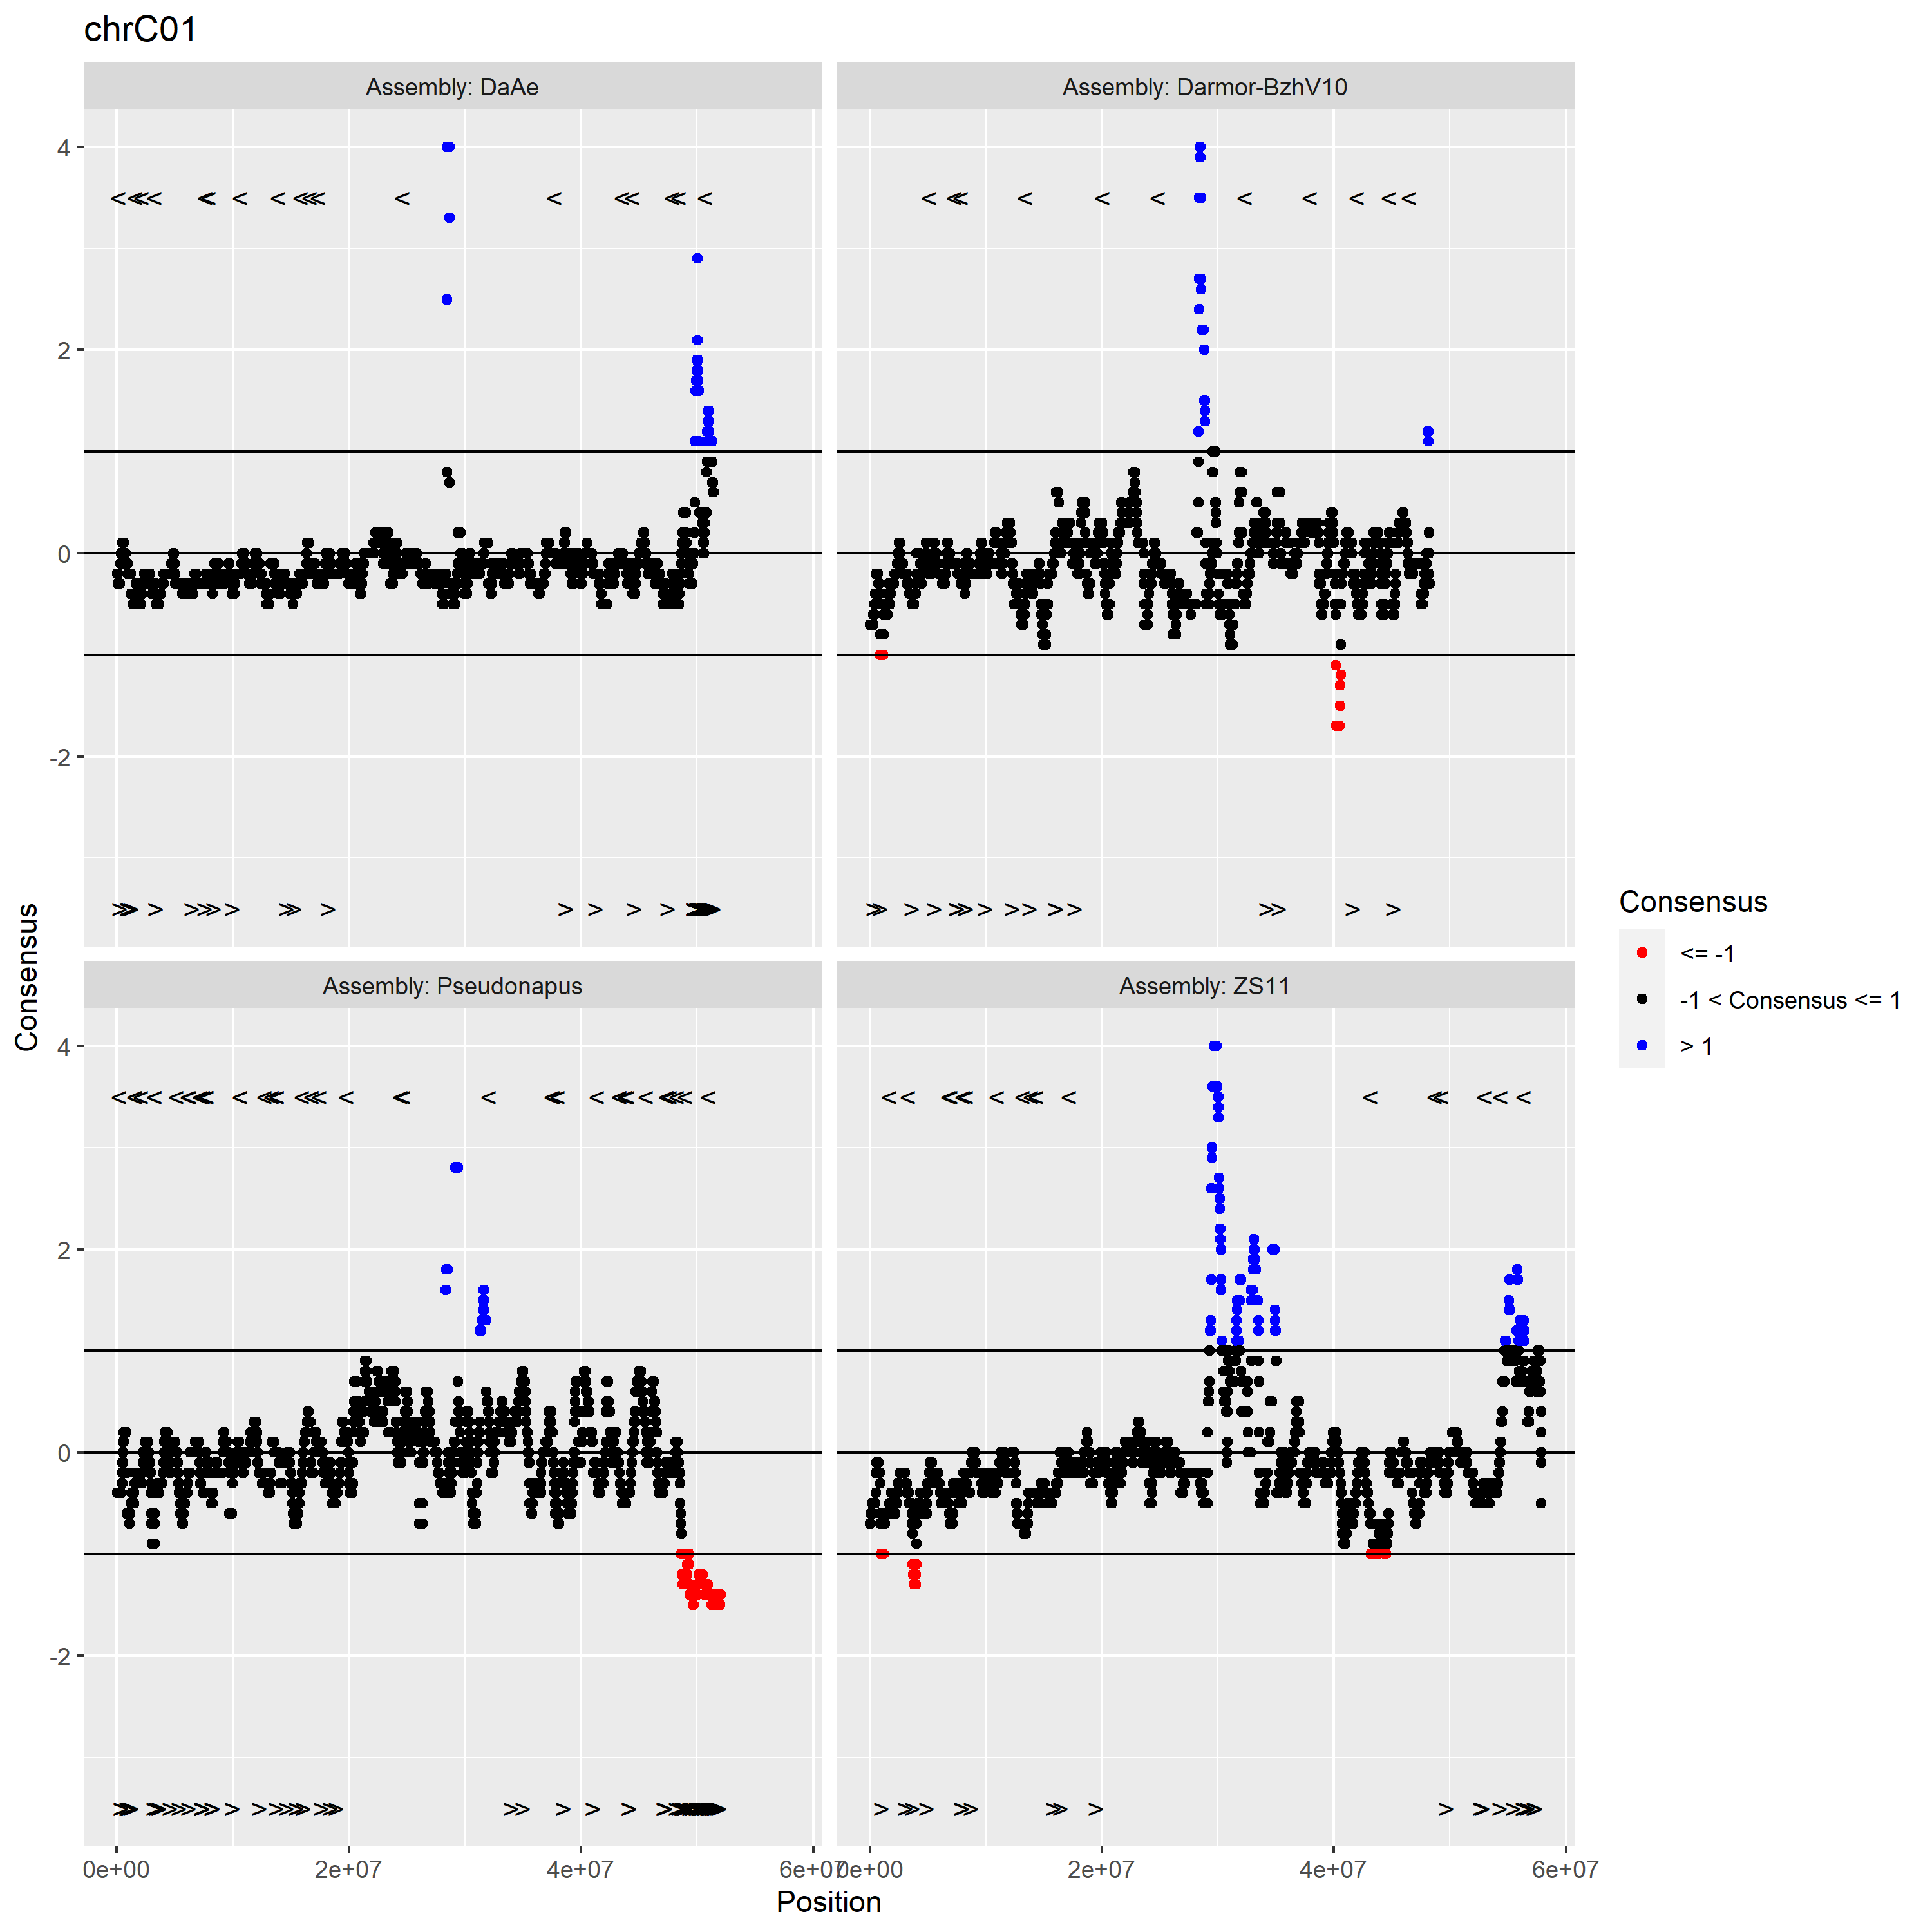 chrC01
Assembly: DaAe
Assembly: Darmor-BzhV10
4
2
0
-2
Assembly: Pseudonapus
Assembly: ZS11
4
2
0
-2
0e+00
2e+07
4e+07
6e+07
0e+00
2e+07
4e+07
6e+07
Position
Consensus
Consensus
<= -1
-1 < Consensus <= 1
> 1